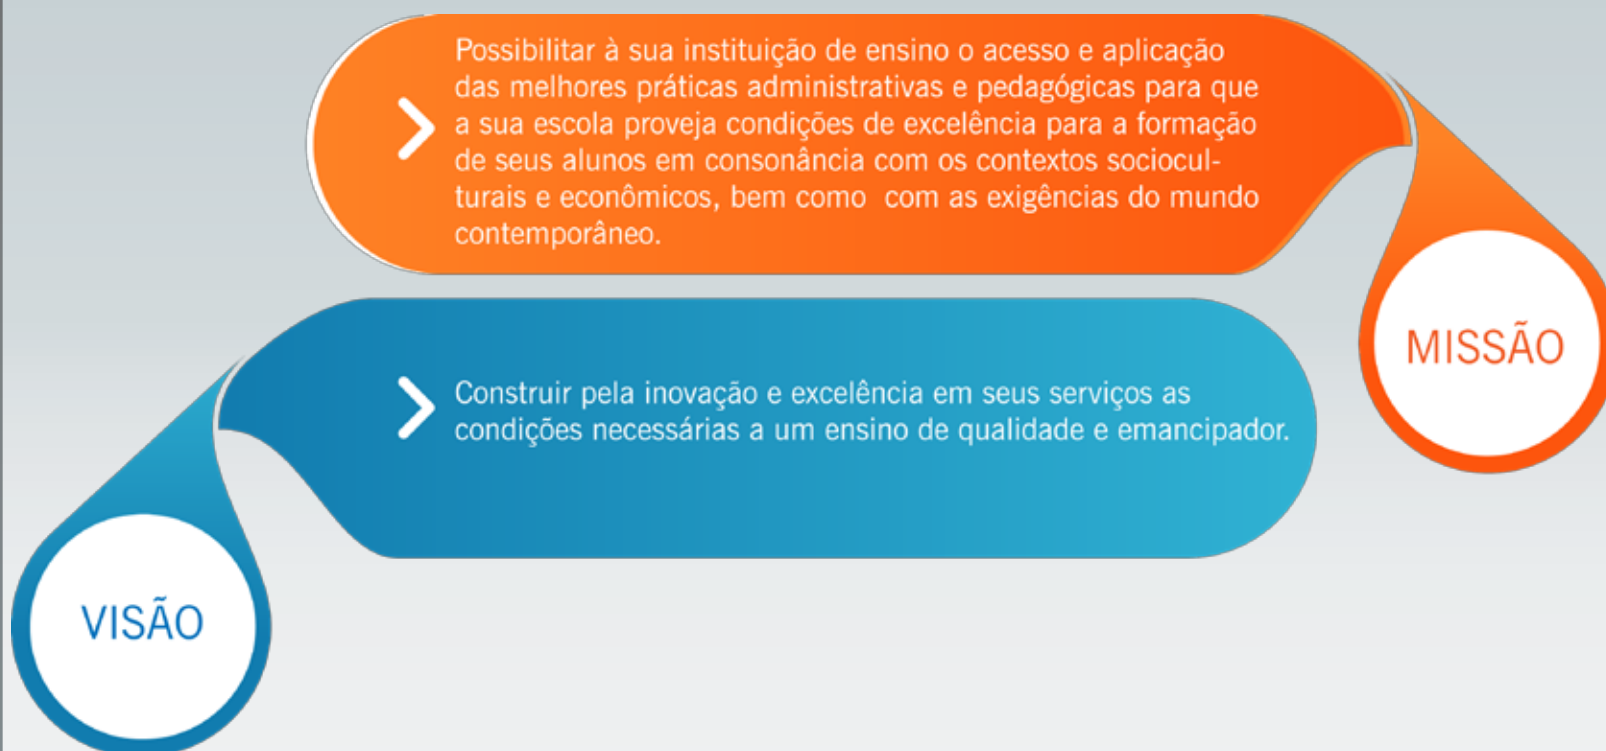 Possibilitar à sua instituição de ensino o acesso e aplicação
das melhores práticas administrativas e pedagógicas para que
a sua escola proveja condições de excelência para a formação
de seus alunos em consonância com os contextos sociocul-
turais e econômicos, bem como  com as exigências do mundo
contemporâneo.
MISSÃO
Construir pela inovação e excelência em seus serviços as
condições necessárias a um ensino de qualidade e emancipador.
VISÃO